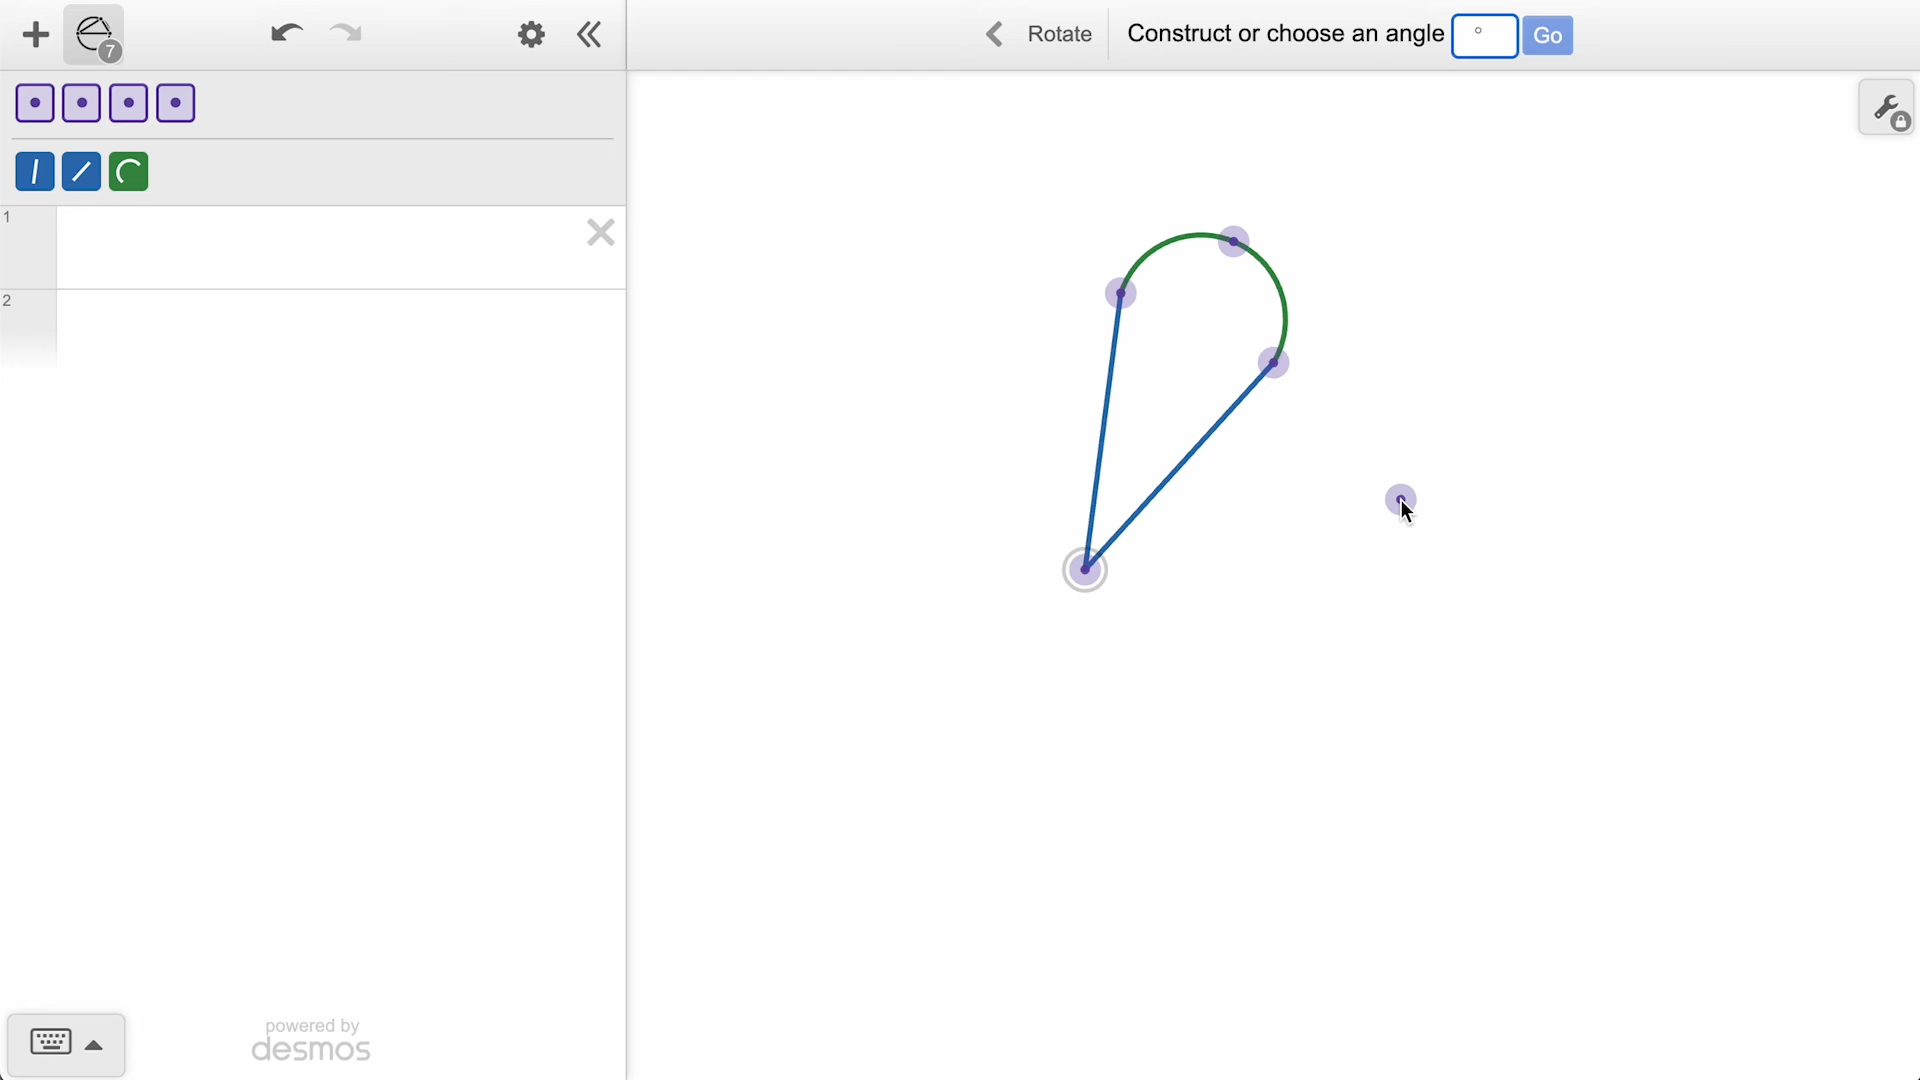 7
Rotate
Construct or choose an angle ° Go
1
2
powered by
desmos